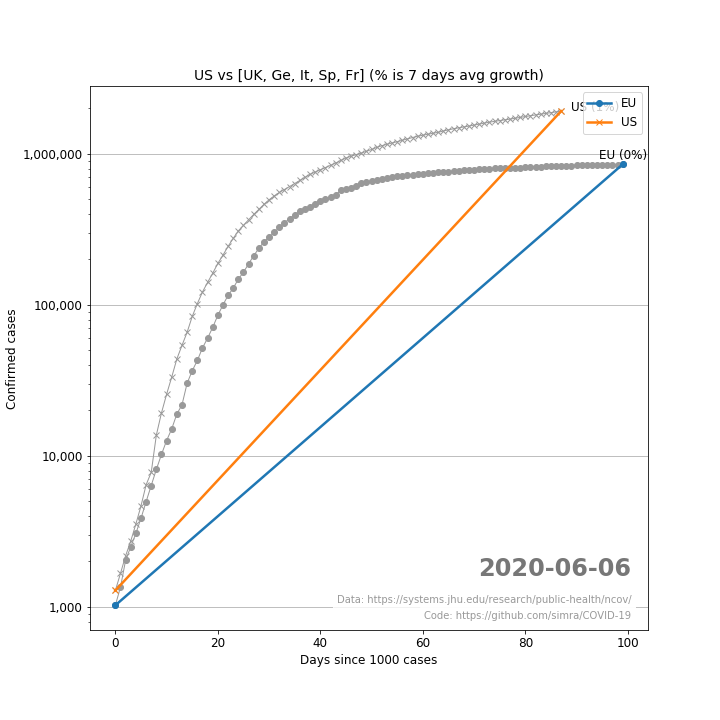 US vs [UK, Ge, It, Sp, Fr] (% is 7 days avg growth)
US (1%)
EU
US
EU (0%)
1,000,000
100,000
10,000
1,000
Confirmed cases
2020-06-06
Data: https://systems.jhu.edu/research/public-health/ncov/
Code: https://github.com/simra/COVID-19
0 20 40 60 80 100
Days since 1000 cases